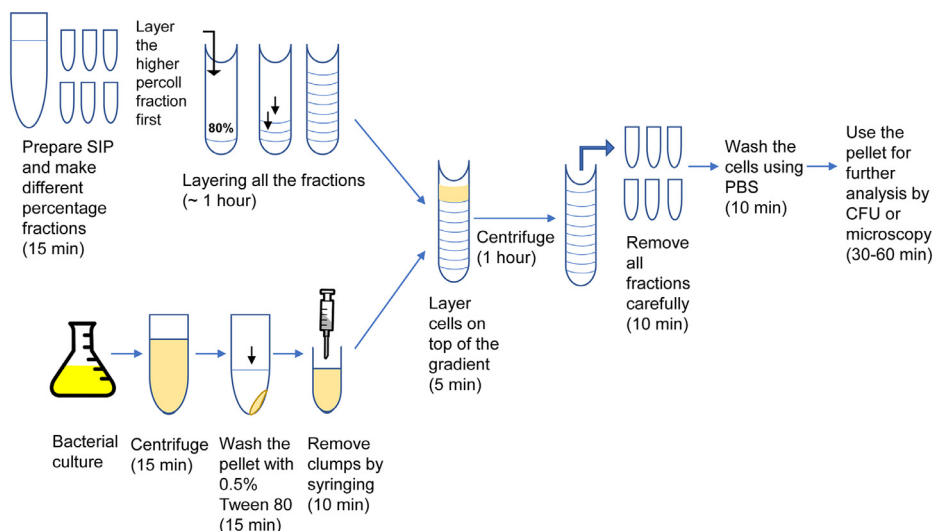 Layer
the
higher
percoll
fraction
first
80%
Prepare SIP
and make
different
percentage
fractions
(15 min)
Layering all the fractions
(~ 1 hour)
Bacterial
culture
Centrifuge
(15 min)
Wash the
pellet with
0.5%
Tween 80
(15 min)
Remove
clumps by
syringing
(10 min)
Layer
cells on
top of the
gradient
(5 min)
Centrifuge
(1 hour)
Remove
all
fractions
carefully
(10 min)
Wash the
cells using
PBS
(10 min)
Use the
pellet for
further
analysis by
CFU or
microscopy
(30-60 min)